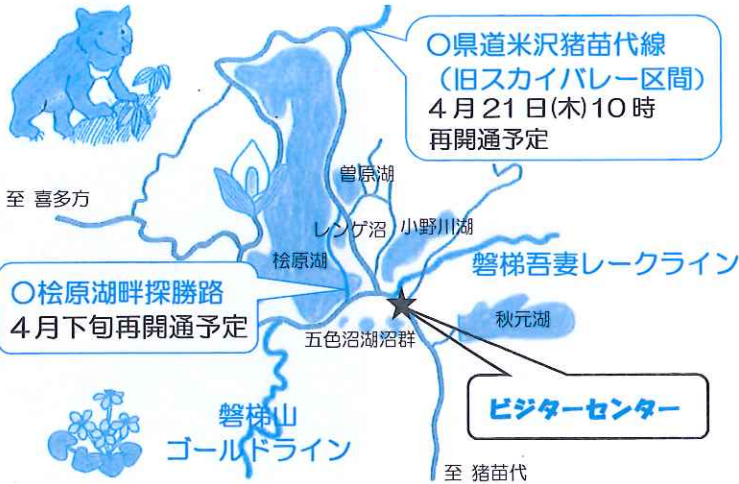 ○県道米沢猪苗代線
(旧スカイバレー区間)
4月21日(木)10時
再開通予定
至 喜多方
曽原湖
レンゲ沼
小野川湖
桧原湖
磐梯吾妻レークライン
○桧原湖畔探勝路
4月下旬再開通予定
秋元湖
五色沼湖沼群
ビジターセンター
磐梯山
ゴールドライン
至 猪苗代